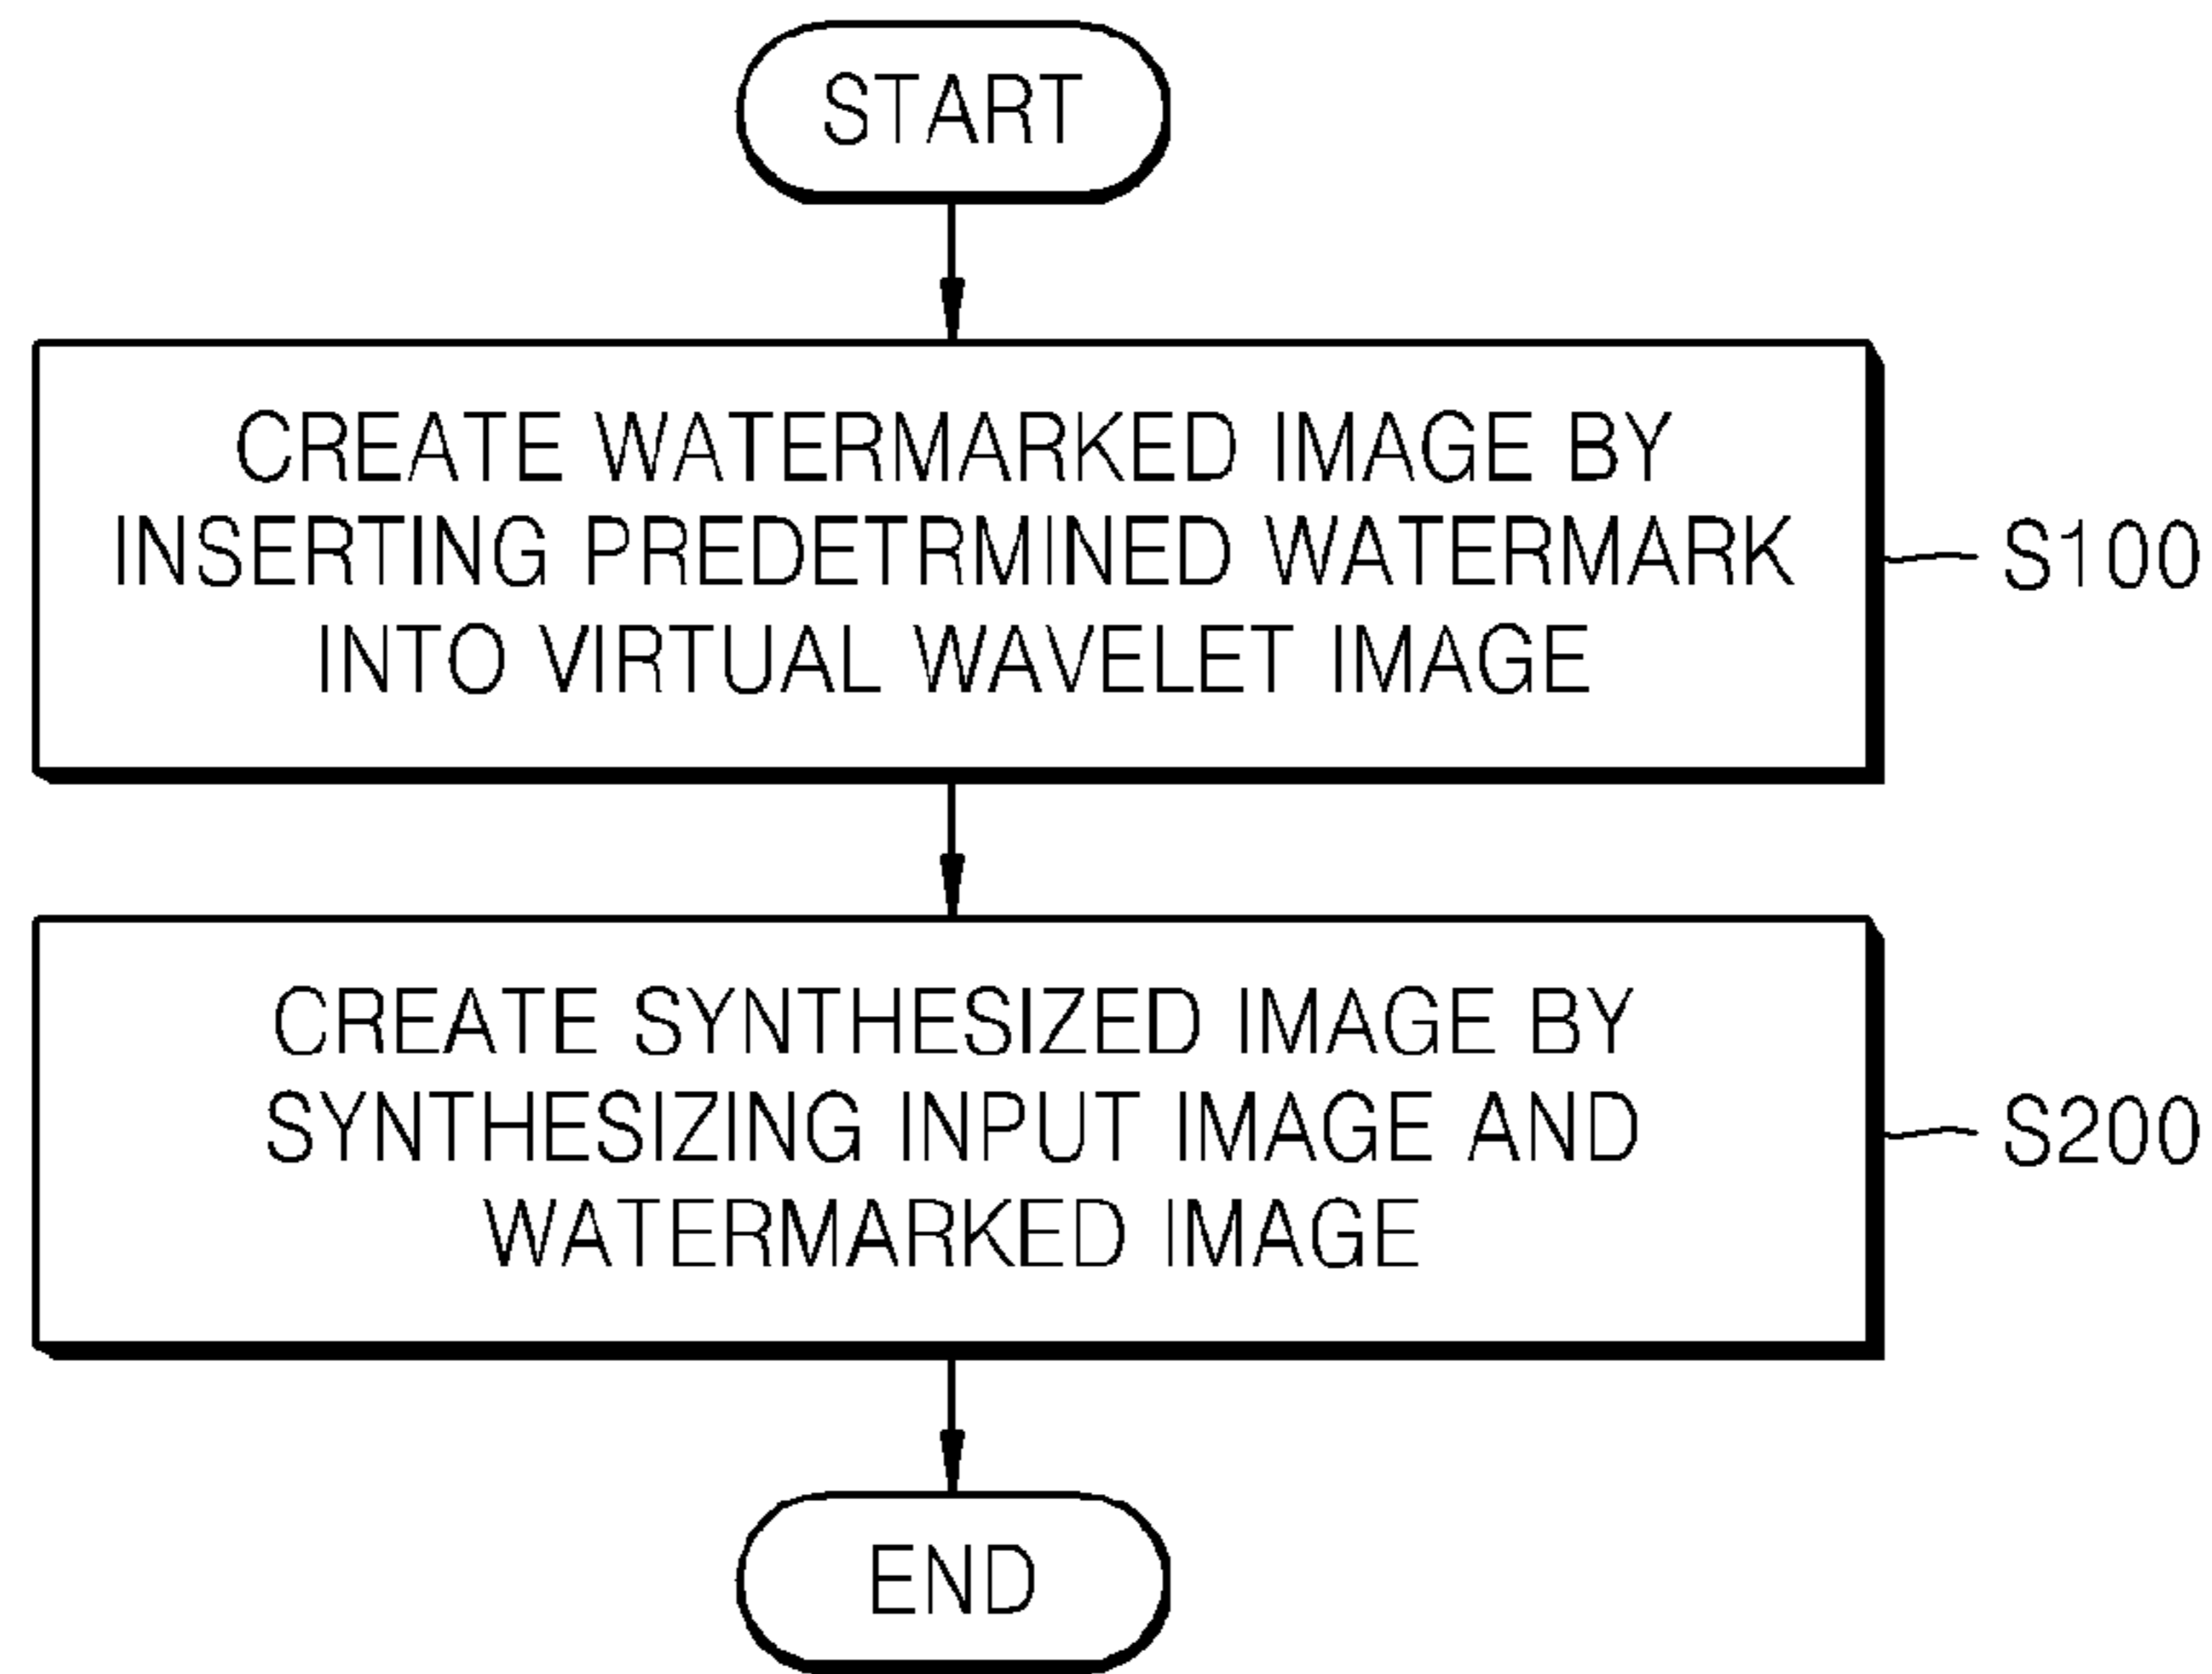 START
CREATE WATERMARKED IMAGE BY
INSERTING PREDETRMINED WATERMARK
INTO VIRTUAL WAVELET IMAGE
S100
CREATE SYNTHESIZED IMAGE BY
SYNTHESIZING INPUT IMAGE AND
WATERMARKED IMAGE
S200
END